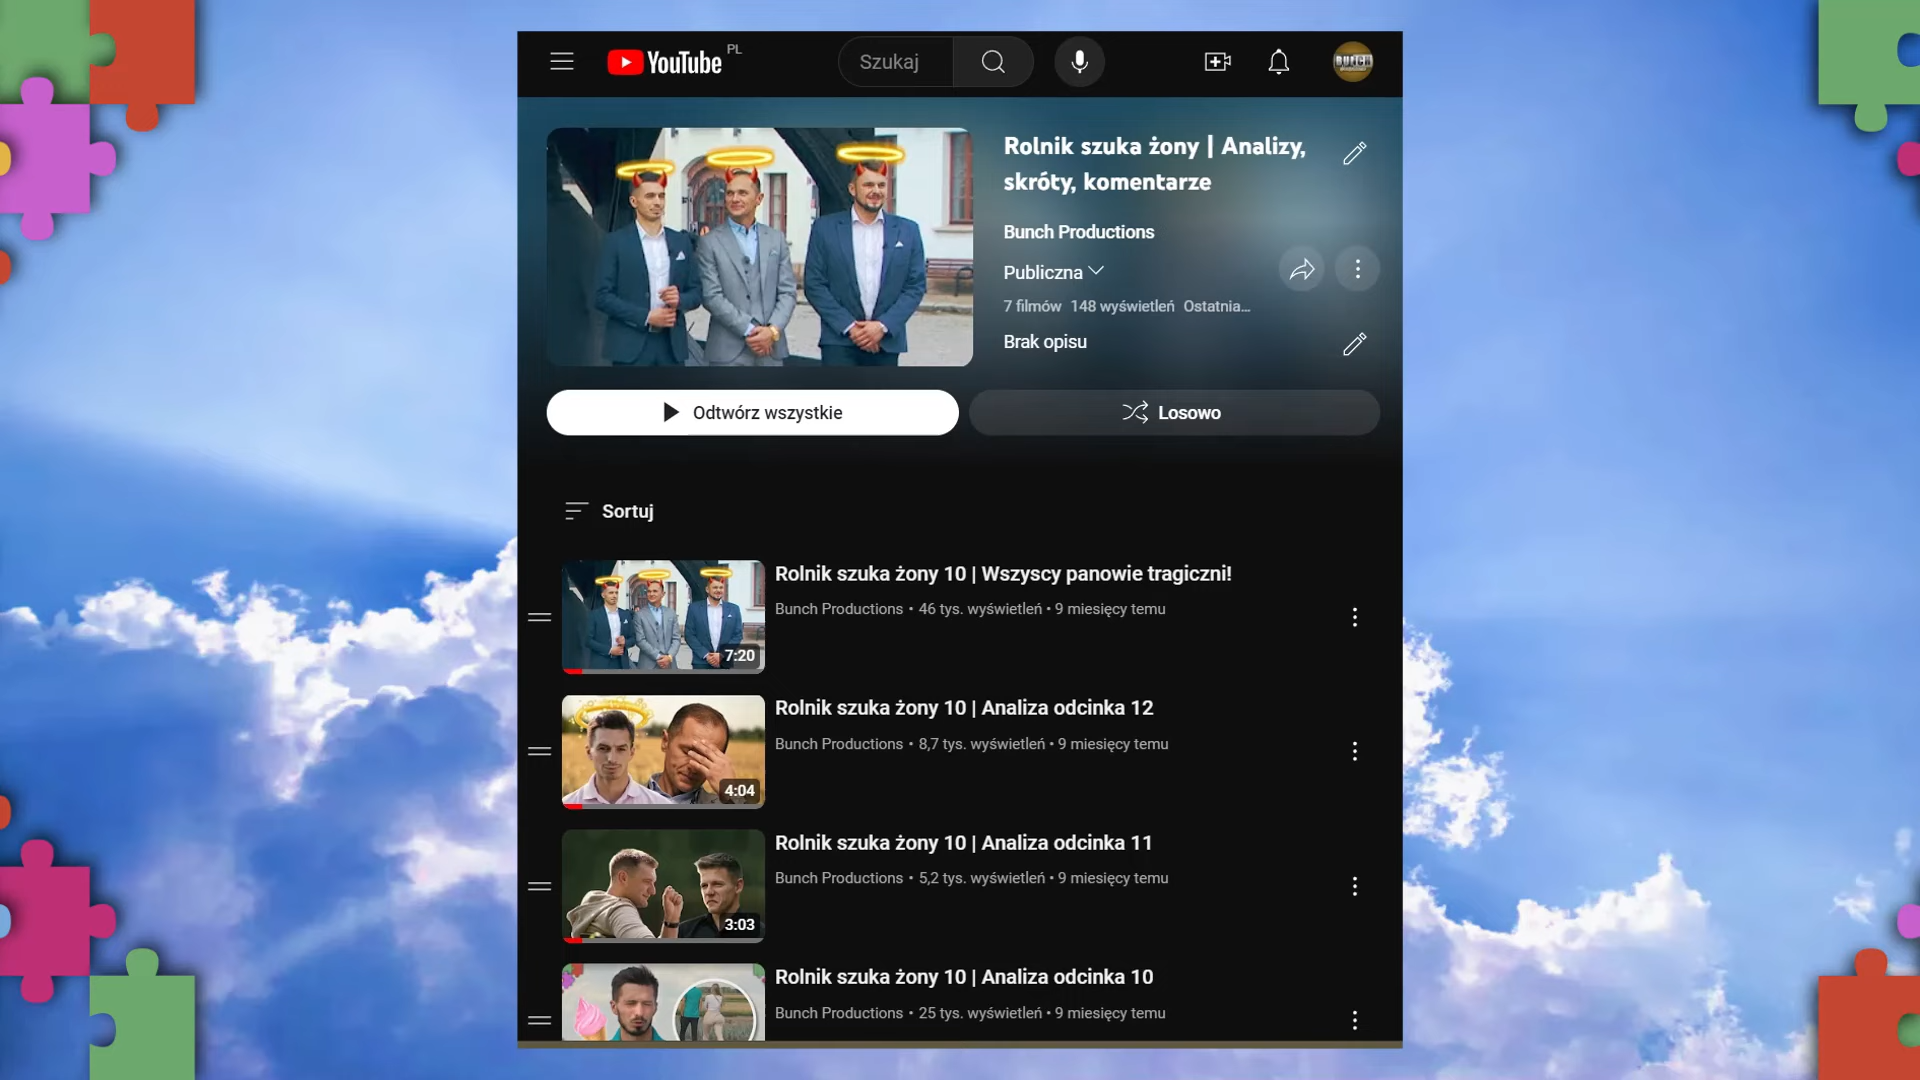 YouTube PL
Szukaj
BUNCH
Rolnik szuka żony | Analizy,
skróty, komentarze
Bunch Productions
Publiczna
7 filmów 148 wyświetleń Ostatnia...
Brak opisu
Odtwórz wszystkie
Losowo
Sortuj
Rolnik szuka żony 10 | Wszyscy panowie tragiczni!
Bunch Productions • 46 tys. wyświetleń • 9 miesięcy temu
7:20
Rolnik szuka żony 10 | Analiza odcinka 12
Bunch Productions • 8,7 tys. wyświetleń • 9 miesięcy temu
4:04
Rolnik szuka żony 10 | Analiza odcinka 11
Bunch Productions • 5,2 tys. wyświetleń • 9 miesięcy temu
3:03
Rolnik szuka żony 10 | Analiza odcinka 10
Bunch Productions • 25 tys. wyświetleń • 9 miesięcy temu